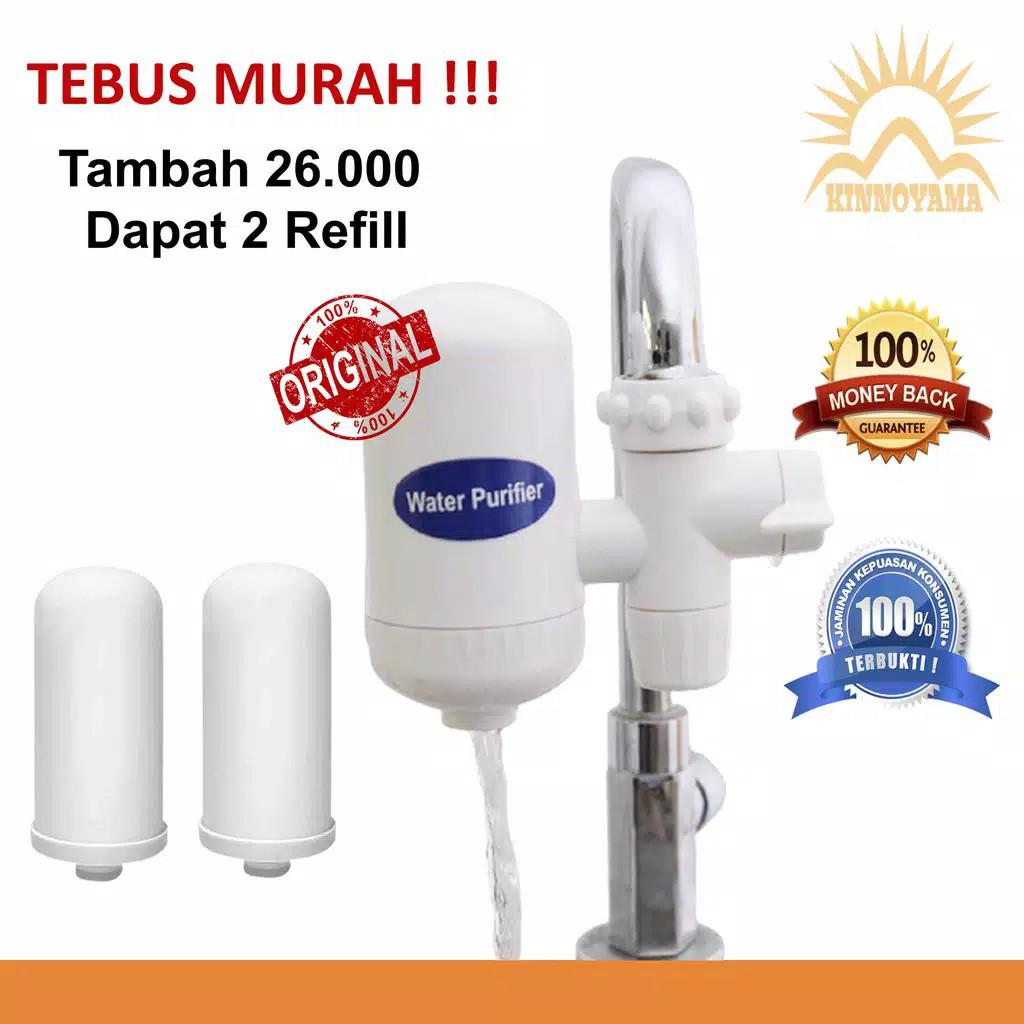 TEBUS MURAH !!!
Tambah 26.000
Dapat 2 Refill
KINNOYAMA
100%
ORIGINAL
100%
100%
MONEY BACK
GUARANTEE
Water Purifier
JAMINAN KEPUASAN KONSUMEN
100%
TERBUKTI !